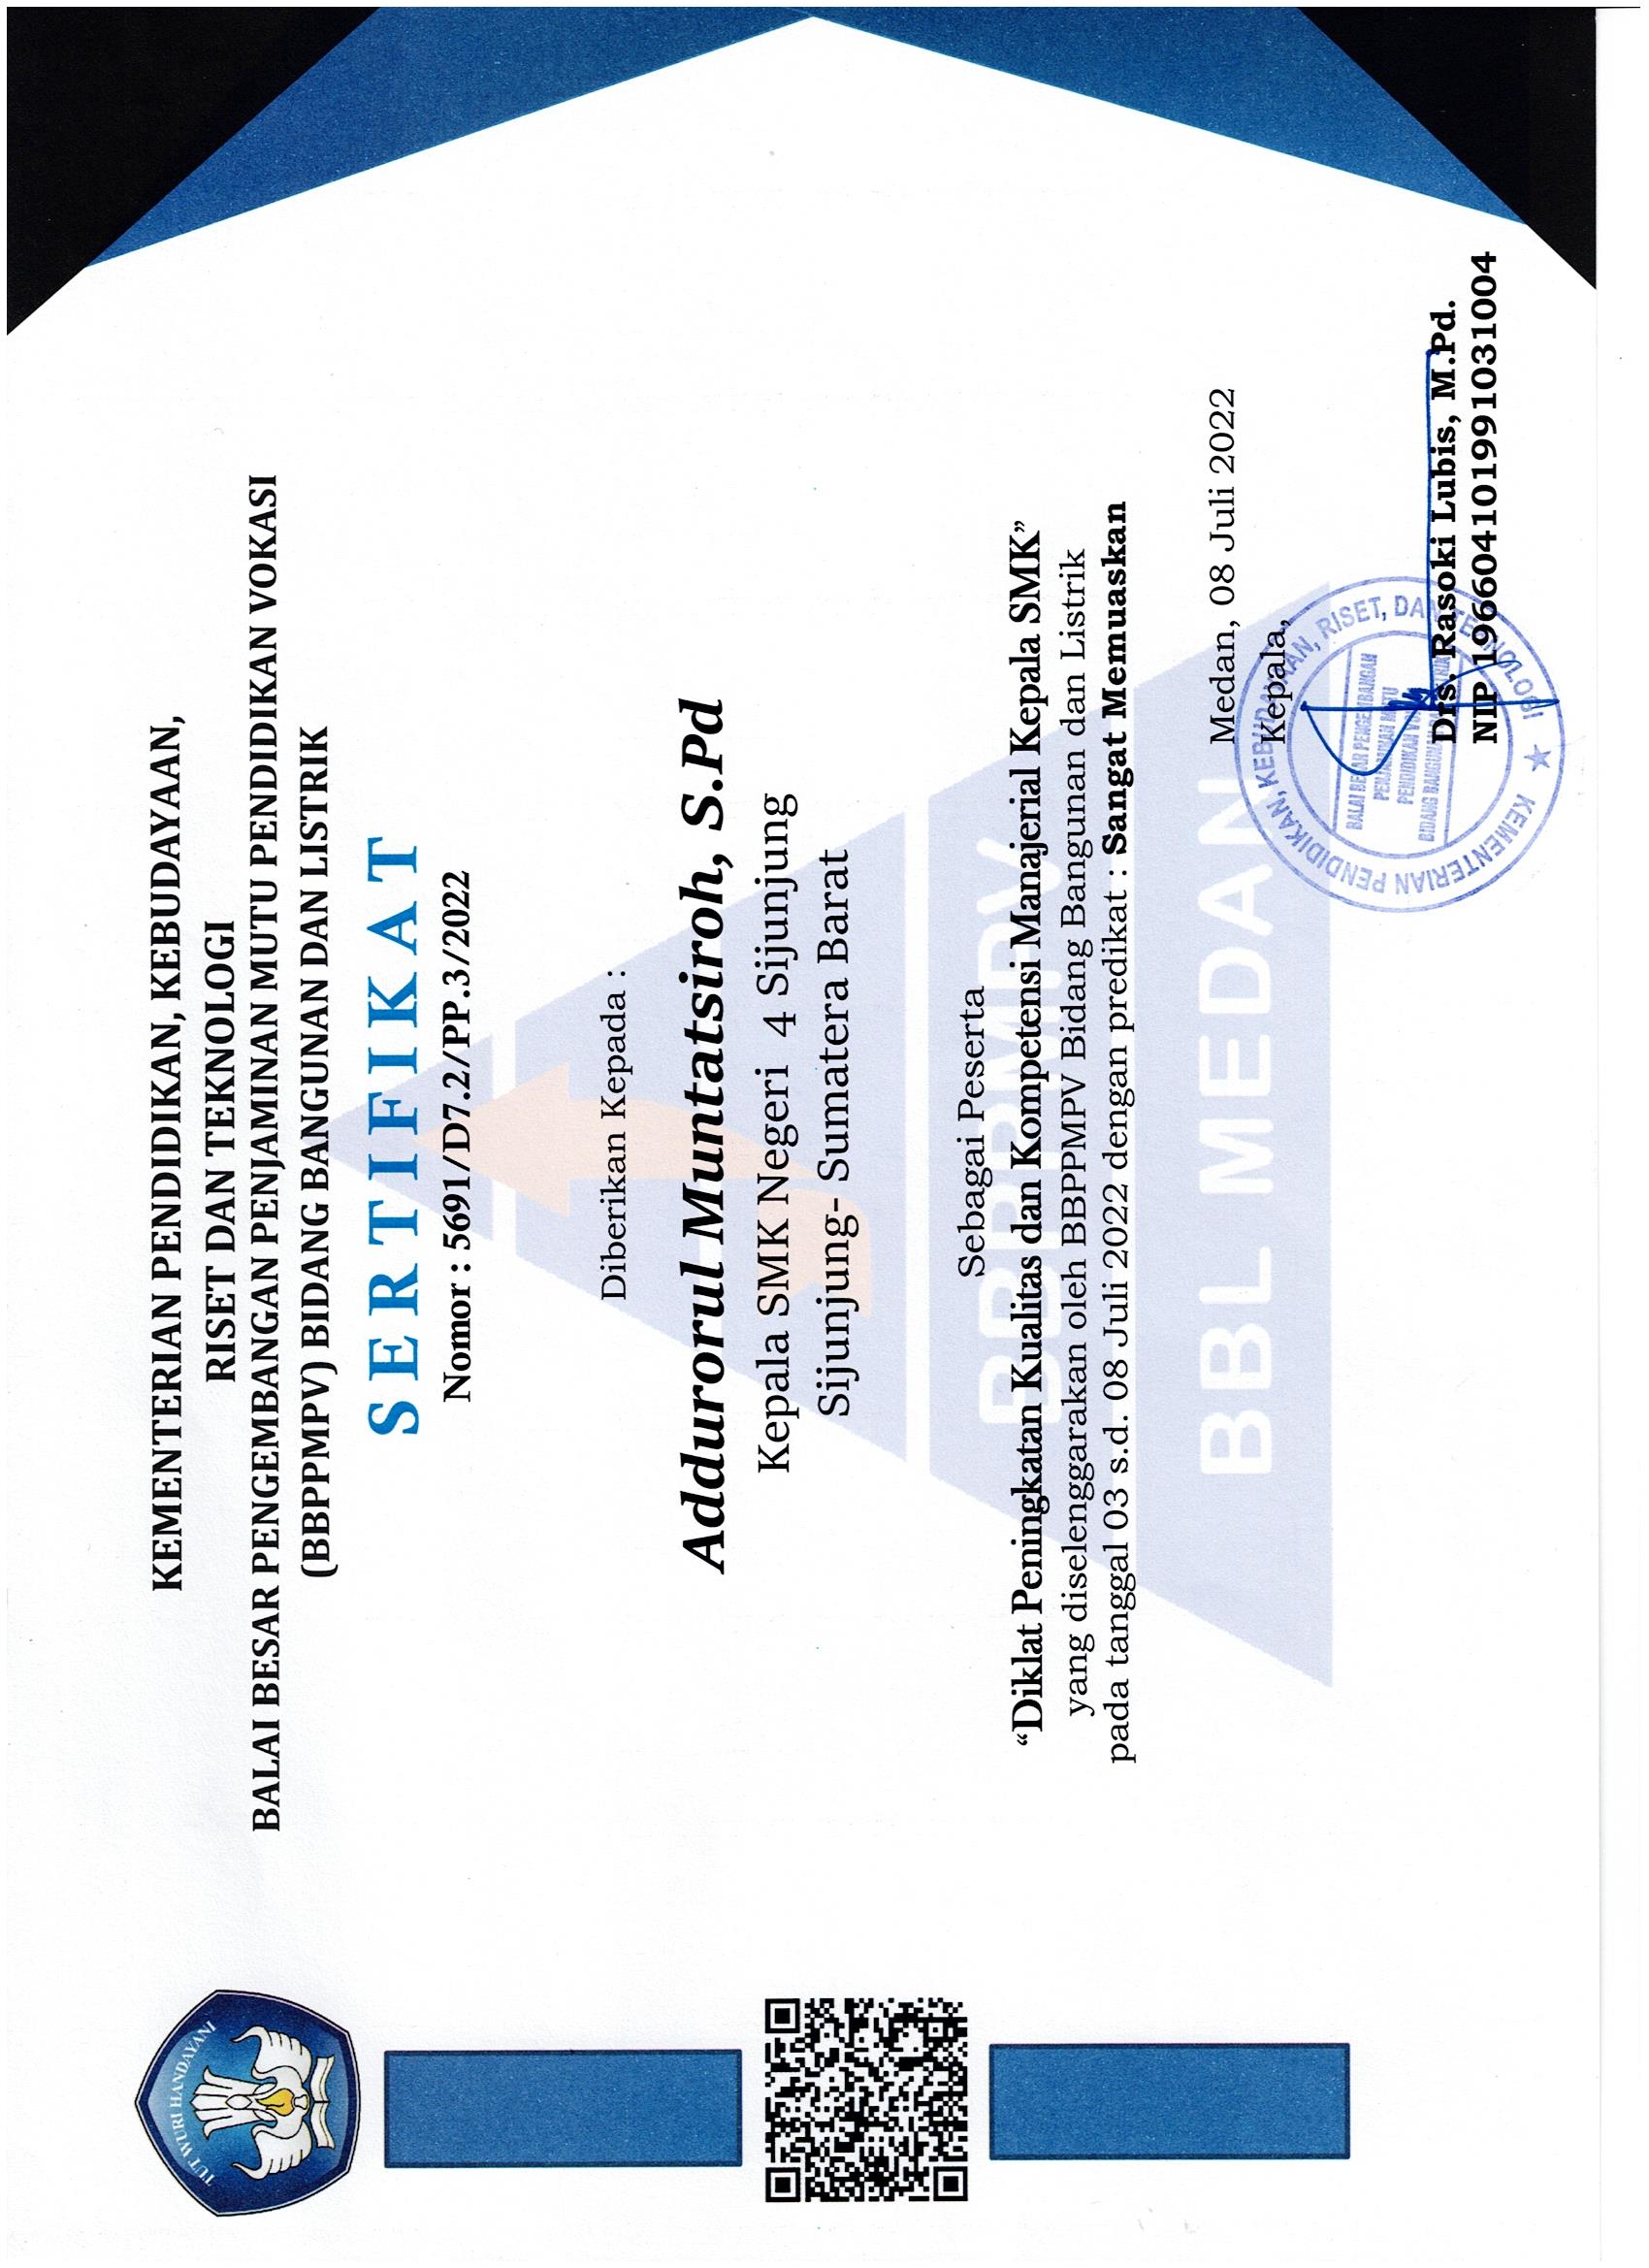 TUT WURI HANDAYANI
KEMENTERIAN PENDIDIKAN, KEBUDAYAAN,
RISET DAN TEKNOLOGI
BALAI BESAR PENGEMBANGAN PENJAMINAN MUTU PENDIDIKAN VOKASI
(BBPPMPV) BIDANG BANGUNAN DAN LISTRIK
SERTIFIKAT
Nomor : 5691/D7.2/PP.3/2022
Diberikan Kepada :
Addurorul Muntatsiroh, S.Pd
Kepala SMK Negeri 4 Sijunjung
Sijunjung- Sumatera Barat
Sebagai Peserta
BBPPMPV
“Diklat Peningkatan Kualitas dan Kompetensi Manajerial Kepala SMK”
yang diselenggarakan oleh BBPPMPV Bidang Bangunan dan Listrik
pada tanggal 03 s.d. 08 Juli 2022 dengan predikat : Sangat Memuaskan
BBL MEDAN
Medan, 08 Juli 2022
Kepala,
KEMENTERIAN PENDIDIKAN, KEBUDAYAAN, RISET, DAN TEKNOLOGI
BALAI BESAR PENGEMBANGAN
PENJAMINAN MUTU
PENDIDIKAN
BIDANG BANGUNAN
Drs. Rasoki Lubis, M.Pd.
NIP 196604101991031004